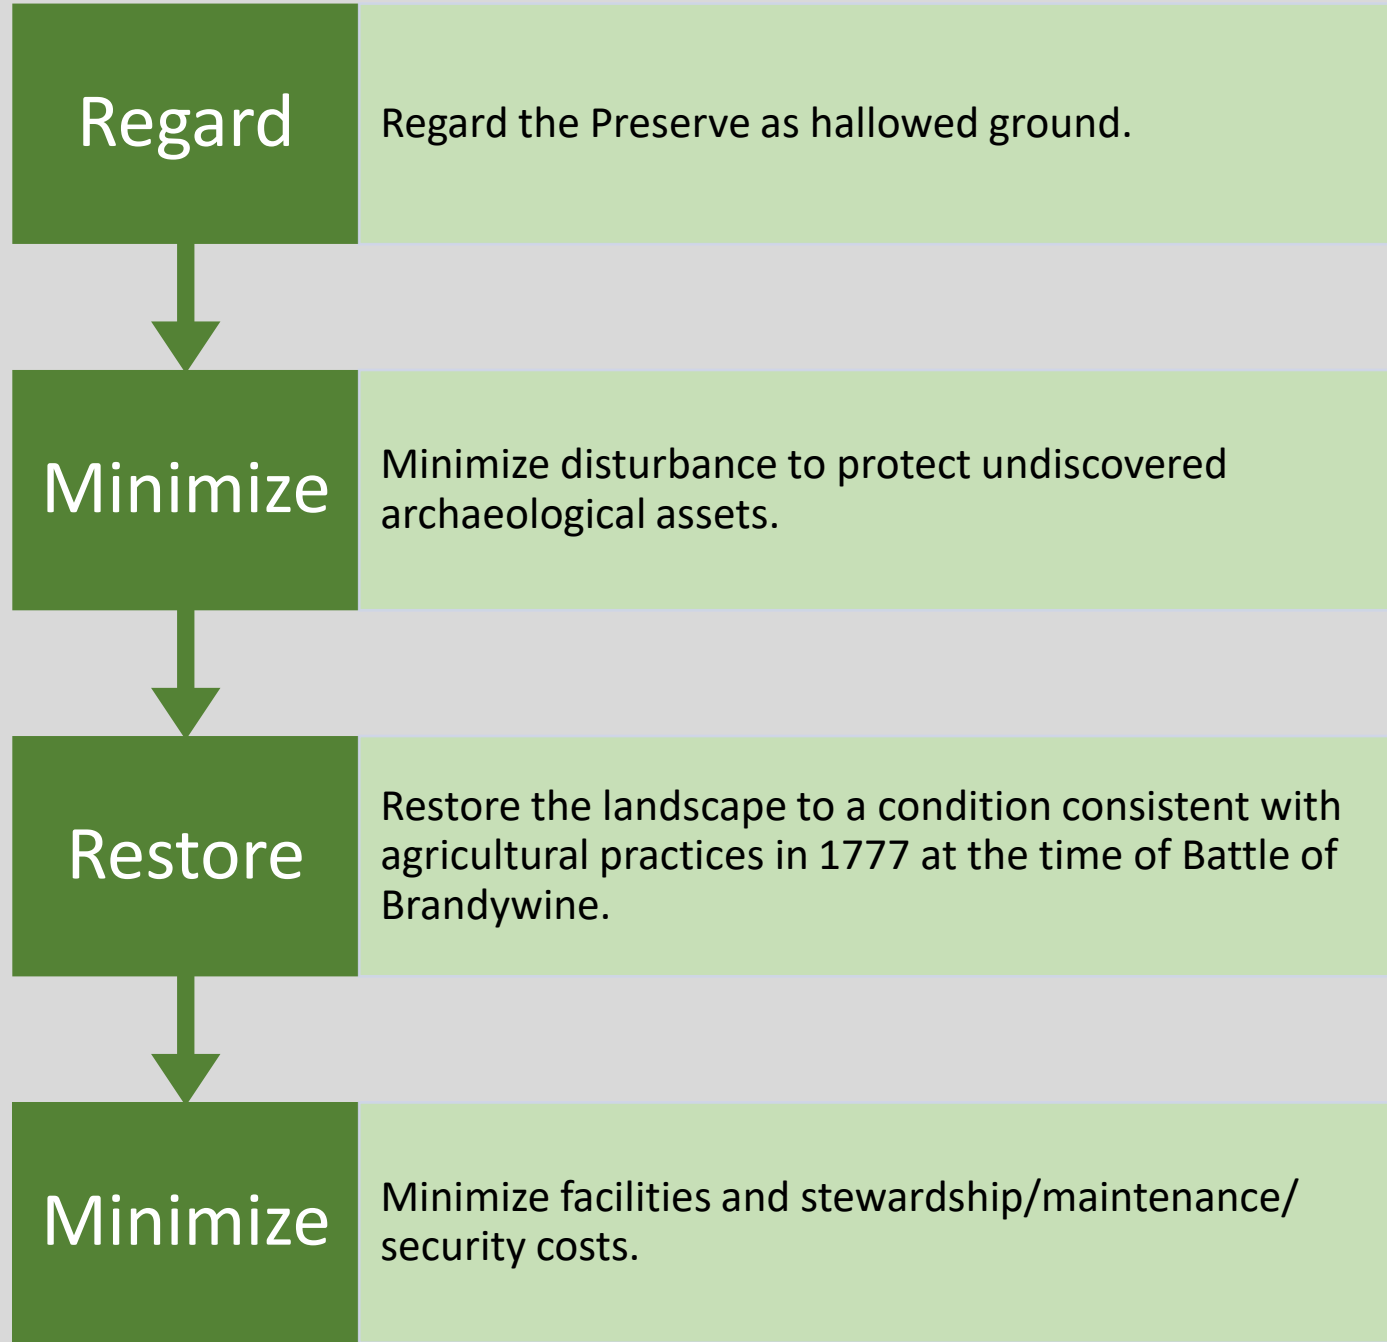 Regard
Regard the Preserve as hallowed ground.
Minimize
Minimize disturbance to protect undiscovered
archaeological assets.
Restore
Restore the landscape to a condition consistent with
agricultural practices in 1777 at the time of Battle of
Brandywine.
Minimize
Minimize facilities and stewardship/maintenance/
security costs.